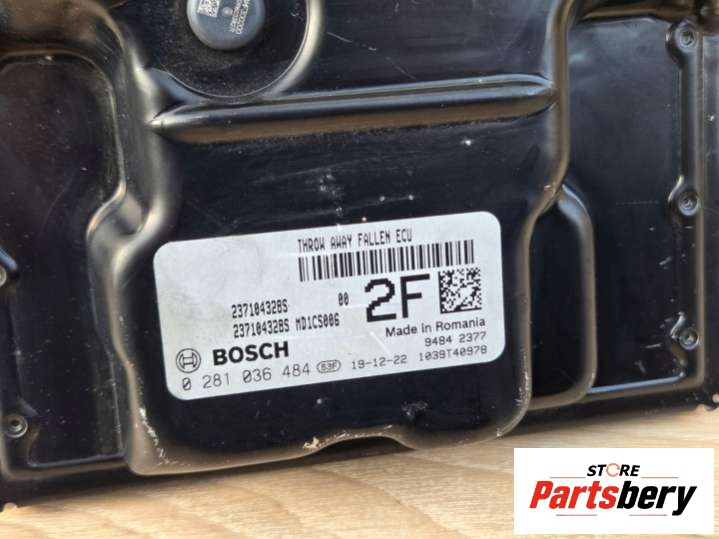 THROW AWAY FALLEN ECU
237104328S 00
237104328S MD1CS006
2F
Made in Romania
9484 2377
BOSCH
0 281 036 484 53F 19-12-22 1039T40978
STORE
Partsbery